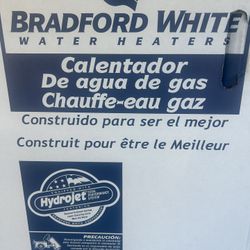 BRADFORD WHITE
WATER HEATERS
Calentador
De agua de gas
Chauffe-eau gaz
Construido para ser el mejor
Construit pour être le Meilleur
Hydrojet
PRECAUCIÓN: